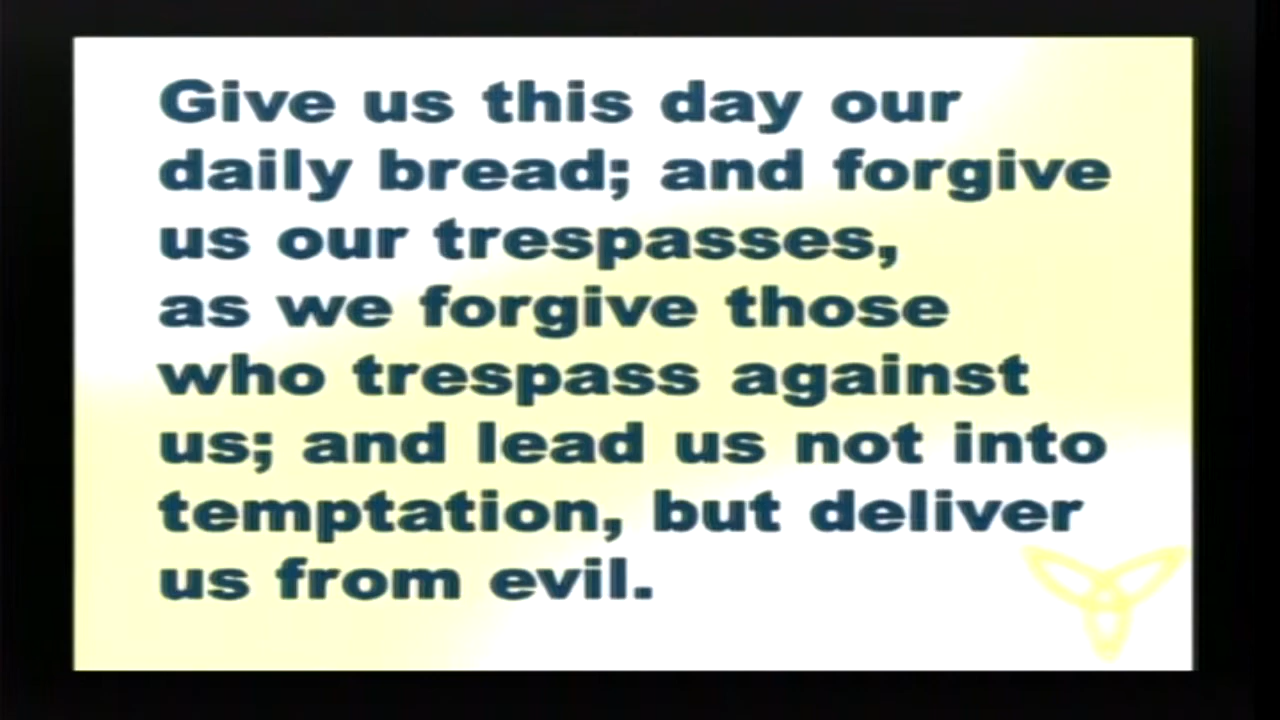 Give us this day our
daily bread; and forgive
us our trespasses,
as we forgive those
who trespass against
us; and lead us not into
temptation, but deliver
us from evil.